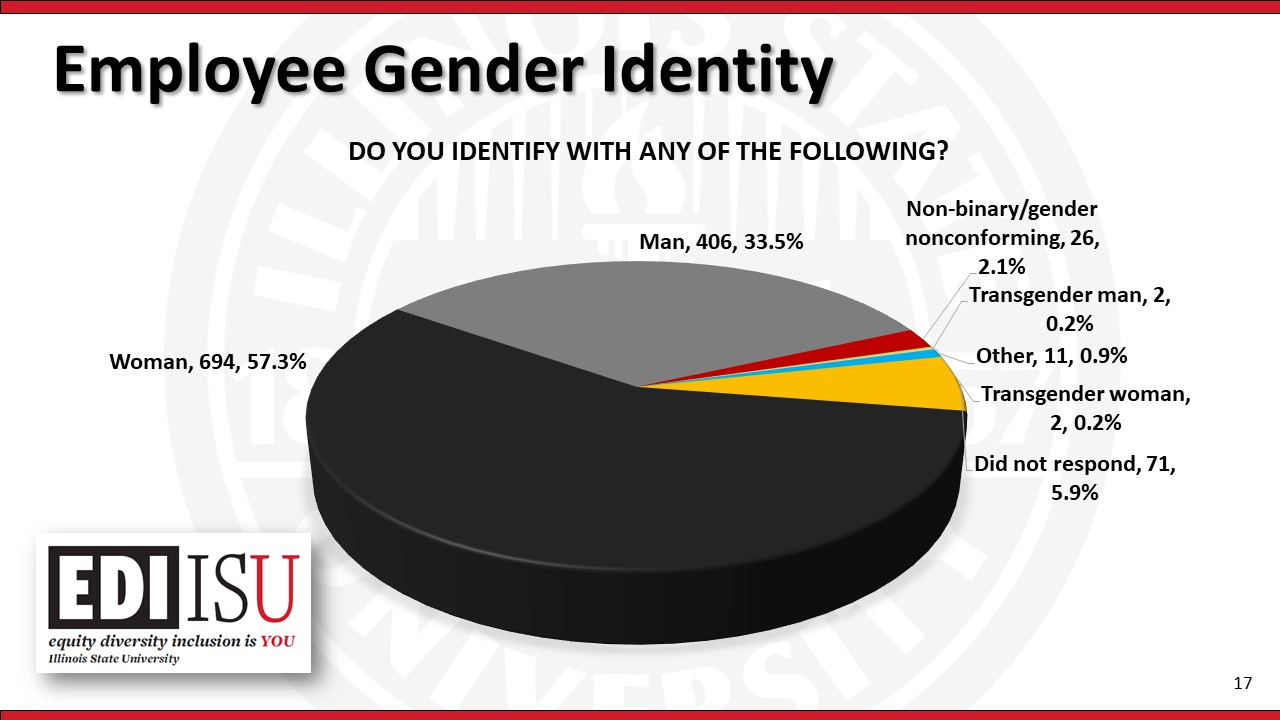 Employee Gender Identity
DO YOU IDENTIFY WITH ANY OF THE FOLLOWING?
Non-binary/gender
nonconforming, 26,
2.1%
Man, 406, 33.5%
Transgender man, 2,
0.2%
Other, 11, 0.9%
Woman, 694, 57.3%
Transgender woman,
2, 0.2%
Did not respond, 71,
5.9%
EDI ISU
equity diversity inclusion is YOU
Illinois State University
17
ILLINOIS STATE UNIVERSITY